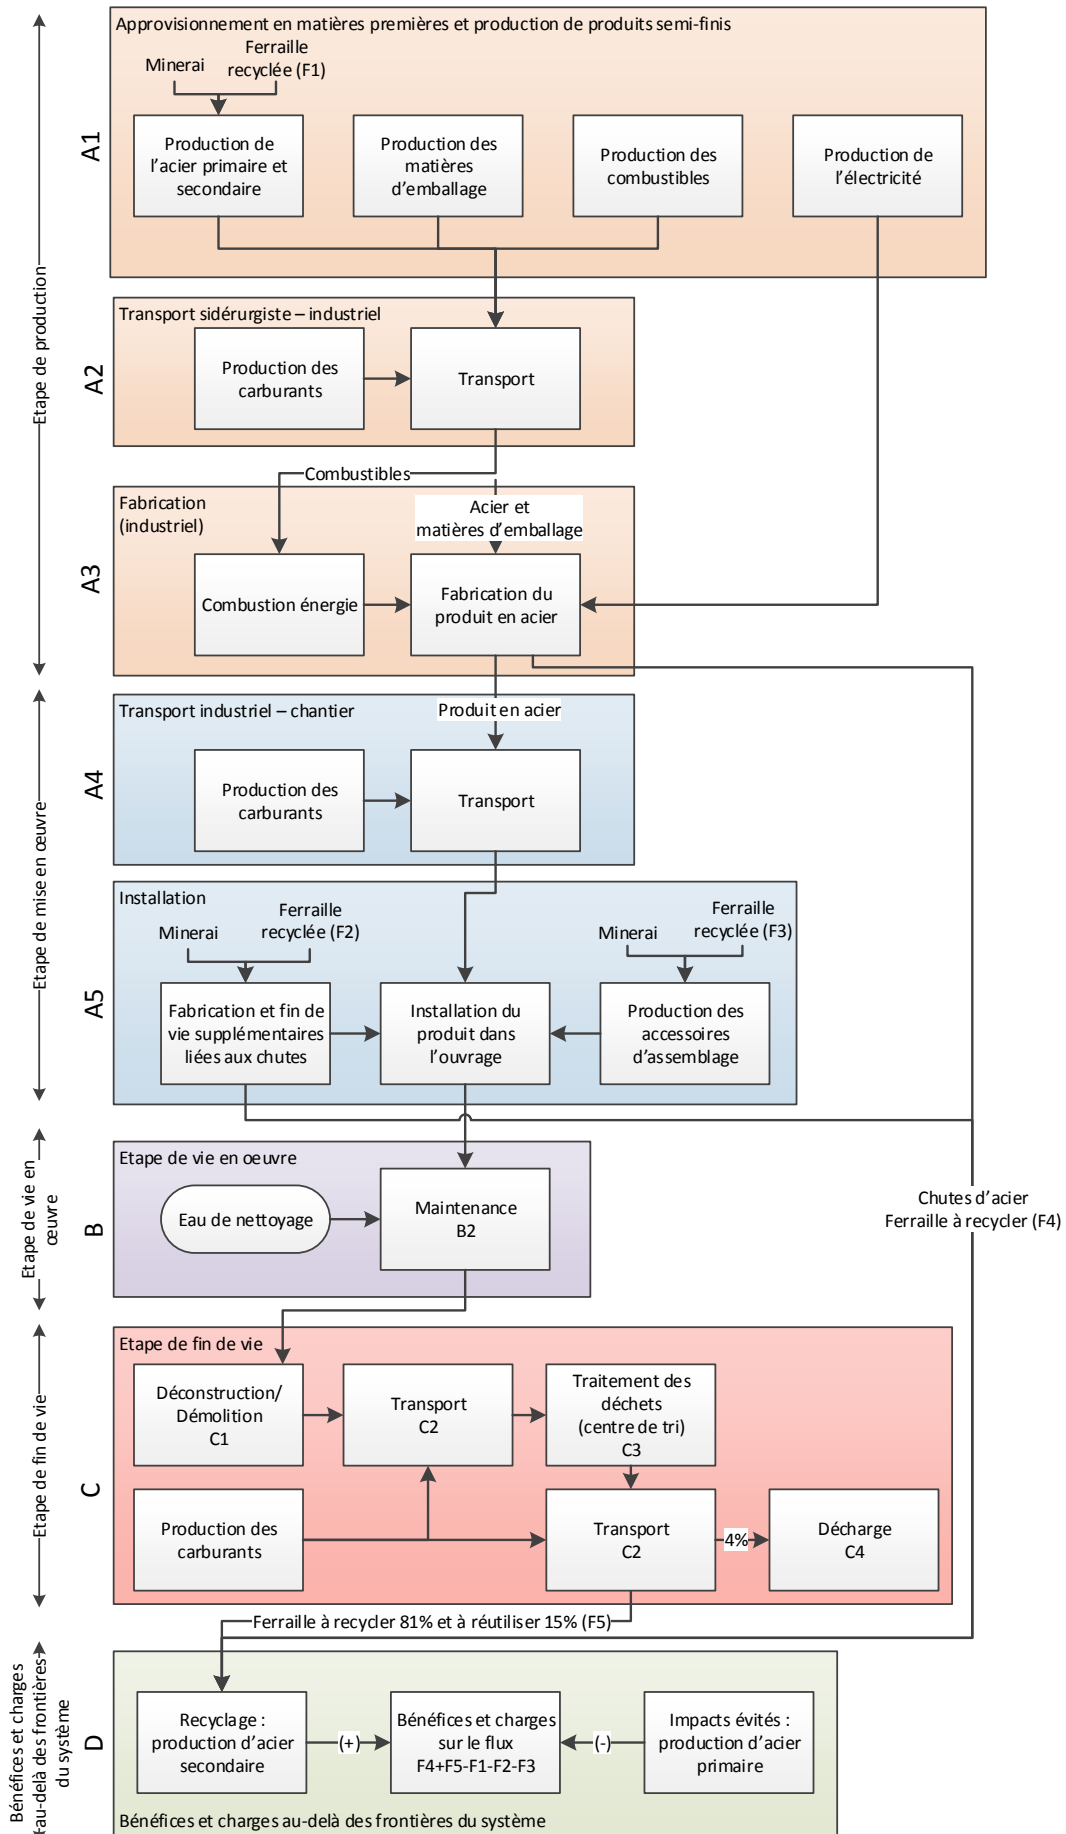 Approvisionnement en matières premières et production de produits semi-finis
Minerai
Ferraille
recyclée (F1)
A1
Production de
l'acier primaire et
secondaire
Production des
matières
d'emballage
Production des
combustibles
Production de
l'électricité
Etape de production
Transport sidérurgiste – industriel
A2
Production des
carburants
Transport
Combustibles
Fabrication
(industriel)
Acier et
matières d'emballage
A3
Combustion énergie
Fabrication du
produit en acier
Transport industriel – chantier
Produit en acier
A4
Production des
carburants
Transport
Etape de mise en œuvre
Installation
Minerai
Ferraille
recyclée (F2)
Minerai
Ferraille
recyclée (F3)
A5
Fabrication et fin de
vie supplémentaires
liées aux chutes
Installation du
produit dans
l'ouvrage
Production des
accessoires
d'assemblage
Etape de vie en
œuvre
Etape de vie en oeuvre
B
Eau de nettoyage
Maintenance
B2
Chutes d'acier
Ferraille à recycler (F4)
Etape de fin de vie
Etape de fin de vie
C
Déconstruction/
Démolition
C1
Transport
C2
Traitement des
déchets
(centre de tri)
C3
Production des
carburants
Transport
C2
4%
Décharge
C4
Ferraille à recycler 81% et à réutiliser 15% (F5)
Bénéfices et charges
au-delà des frontières
du système
D
Recyclage :
production d'acier
secondaire
(+)
Bénéfices et charges
sur le flux
F4+F5-F1-F2-F3
(-)
Impacts évités :
production d'acier
primaire
Bénéfices et charges au-delà des frontières du système